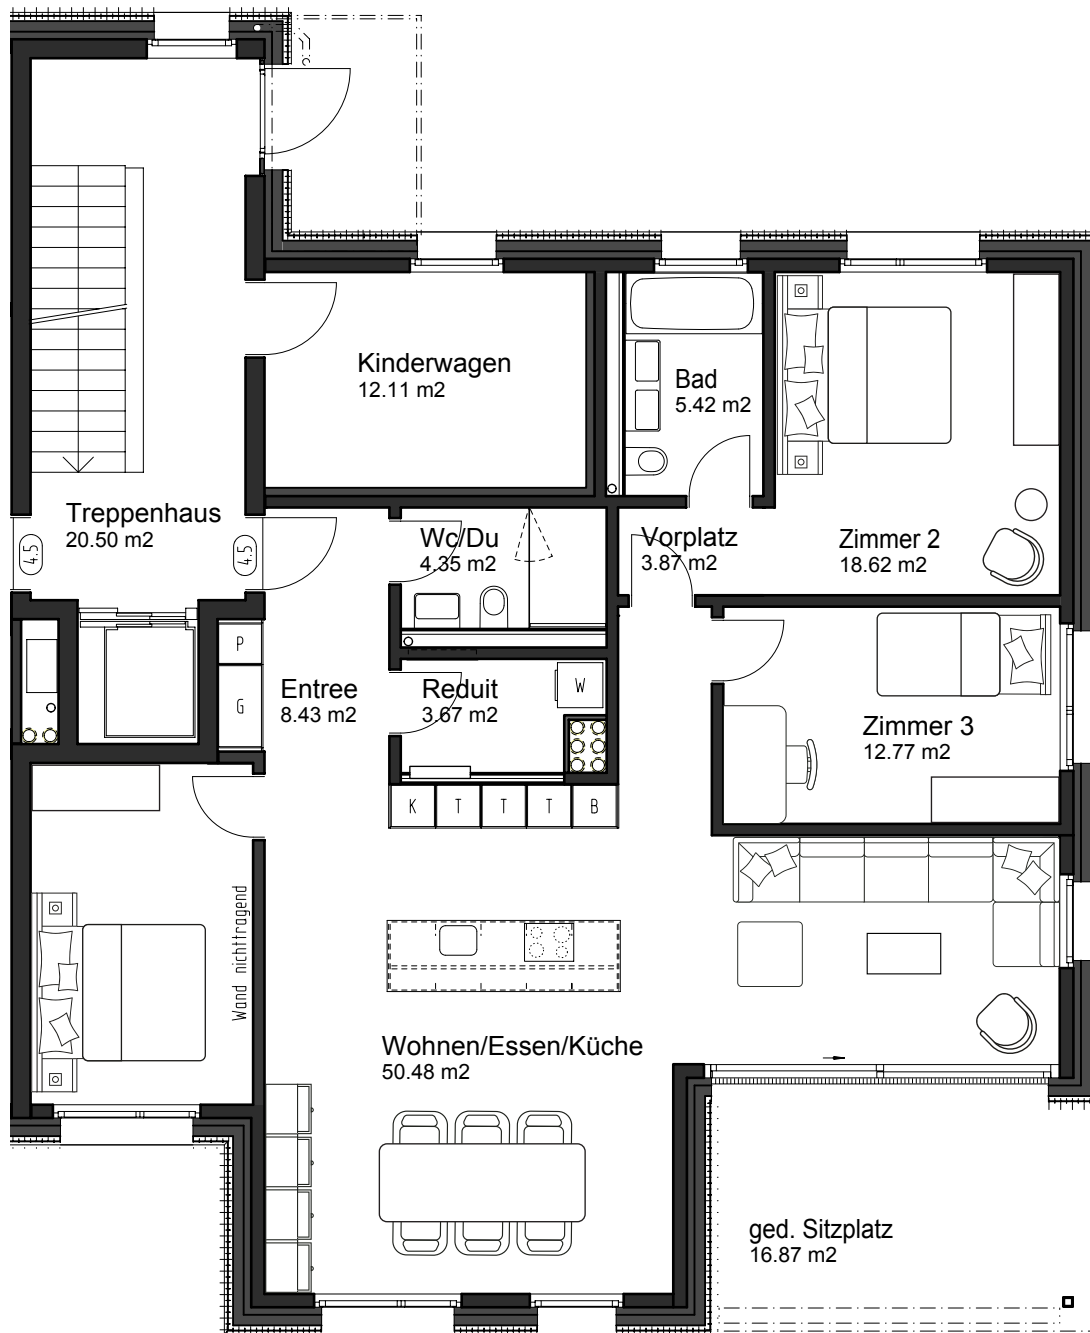 Kinderwagen
12.11 m2
Bad
5.42 m2
Treppenhaus
20.50 m2
4.5
4.5
Wc/Du
4.35 m2
Vorplatz
3.87 m2
Zimmer 2
18.62 m2
P
G
Entree
8.43 m2
Reduit
3.67 m2
W
Zimmer 3
12.77 m2
K T T T B
Wand nichttragend
Wohnen/Essen/Küche
50.48 m2
ged. Sitzplatz
16.87 m2